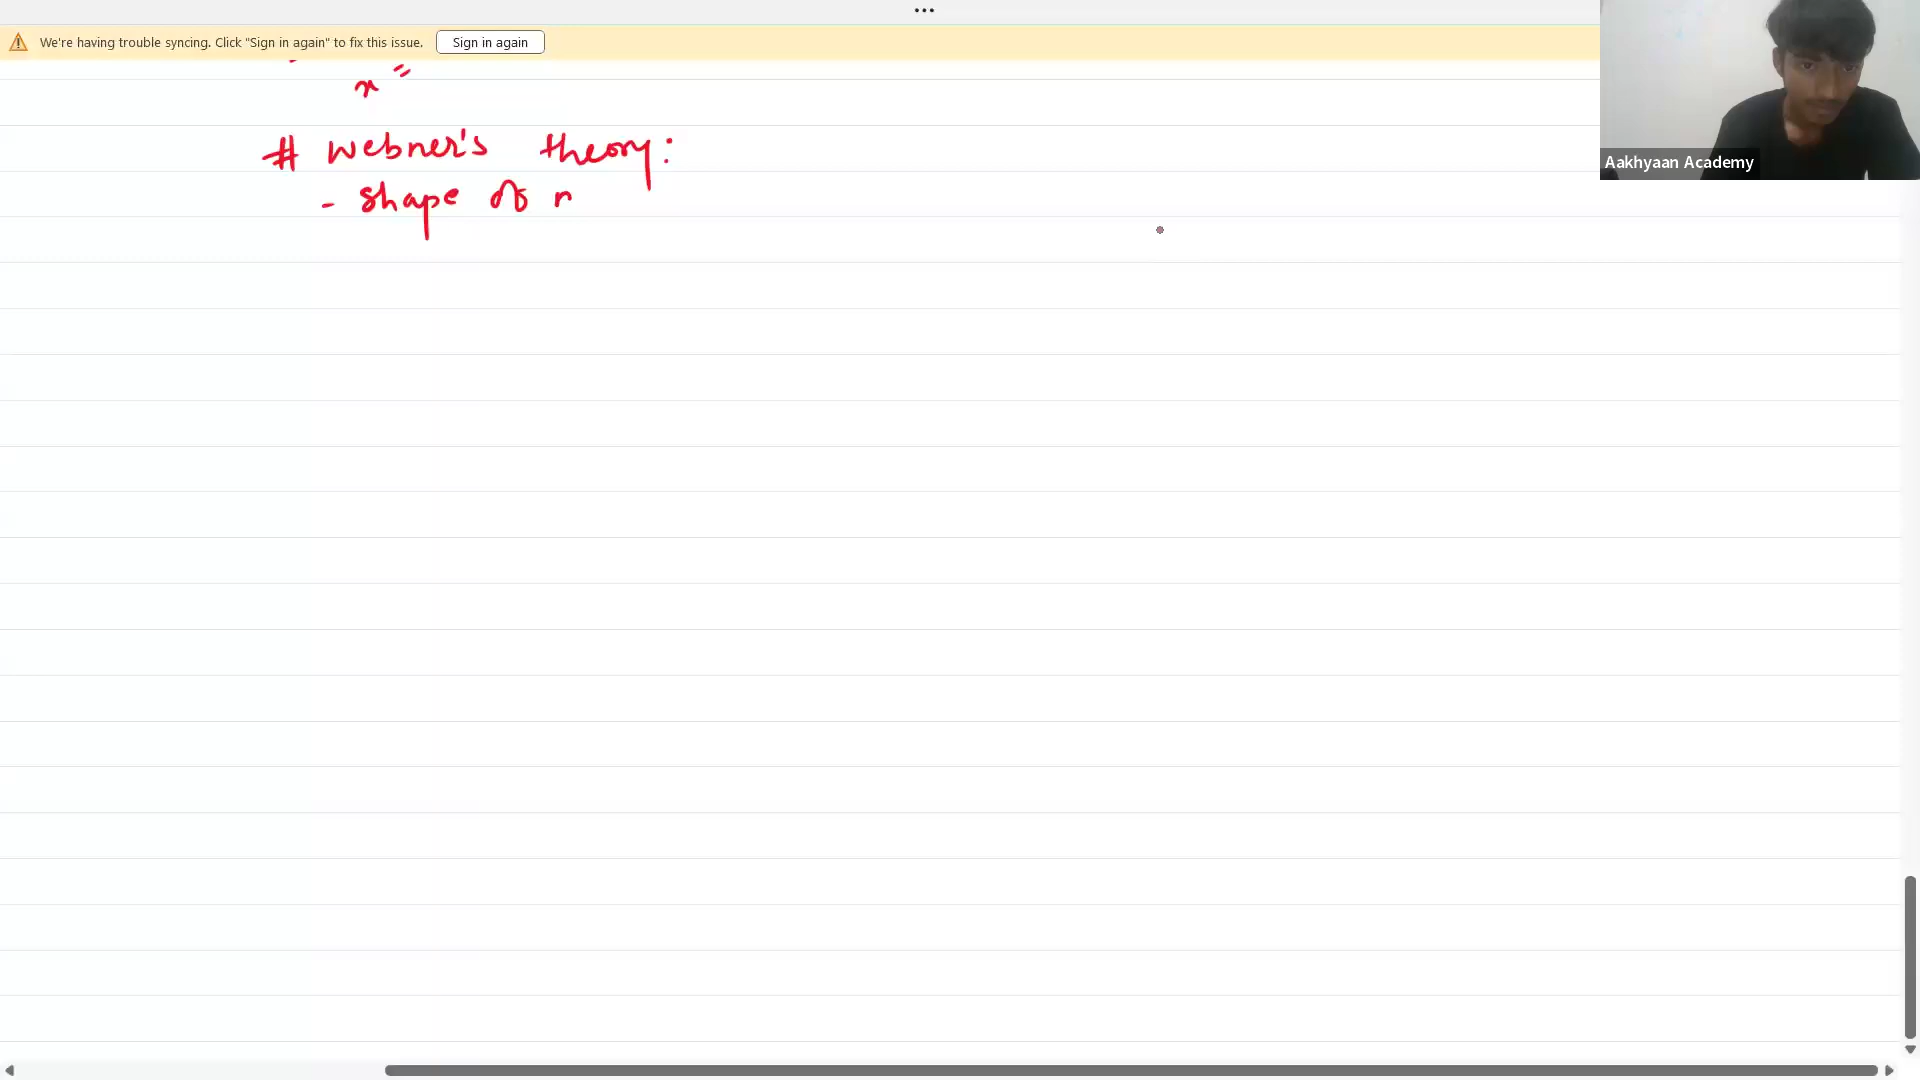 We're having trouble syncing. Click "Sign in again" to fix this issue. Sign in again
x =
# Webner's theory:
- shape of n
Aakhyaan Academy